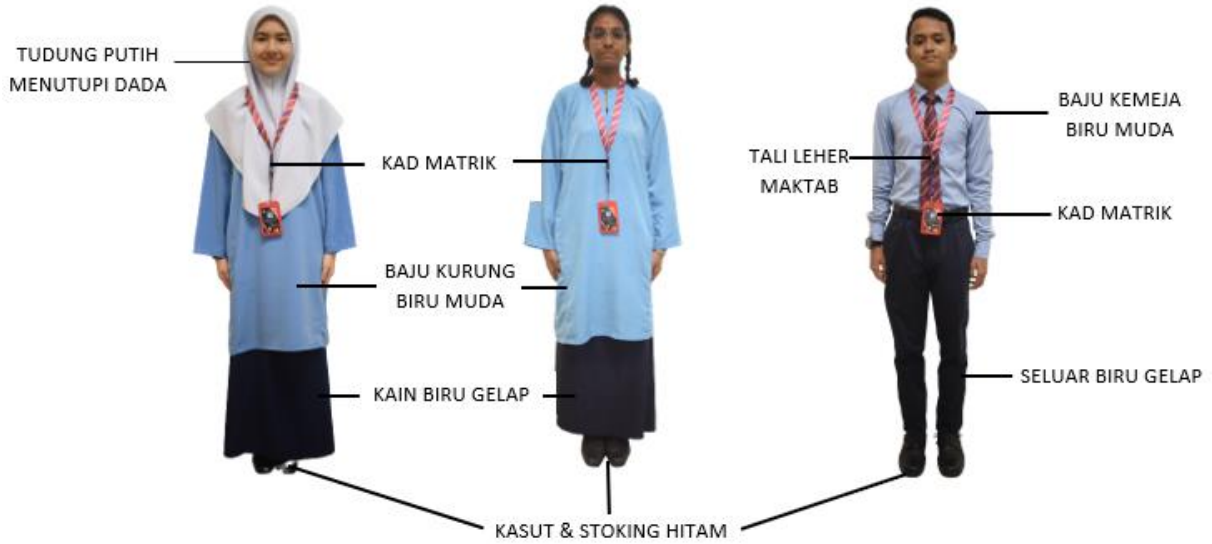 TUDUNG PUTIH
MENUTUPI DADA
KAD MATRIK
BAJU KURUNG
BIRU MUDA
KAIN BIRU GELAP
TALI LEHER
MAKTAB
BAJU KEMEJA
BIRU MUDA
KAD MATRIK
SELUAR BIRU GELAP
KASUT & STOKING HITAM